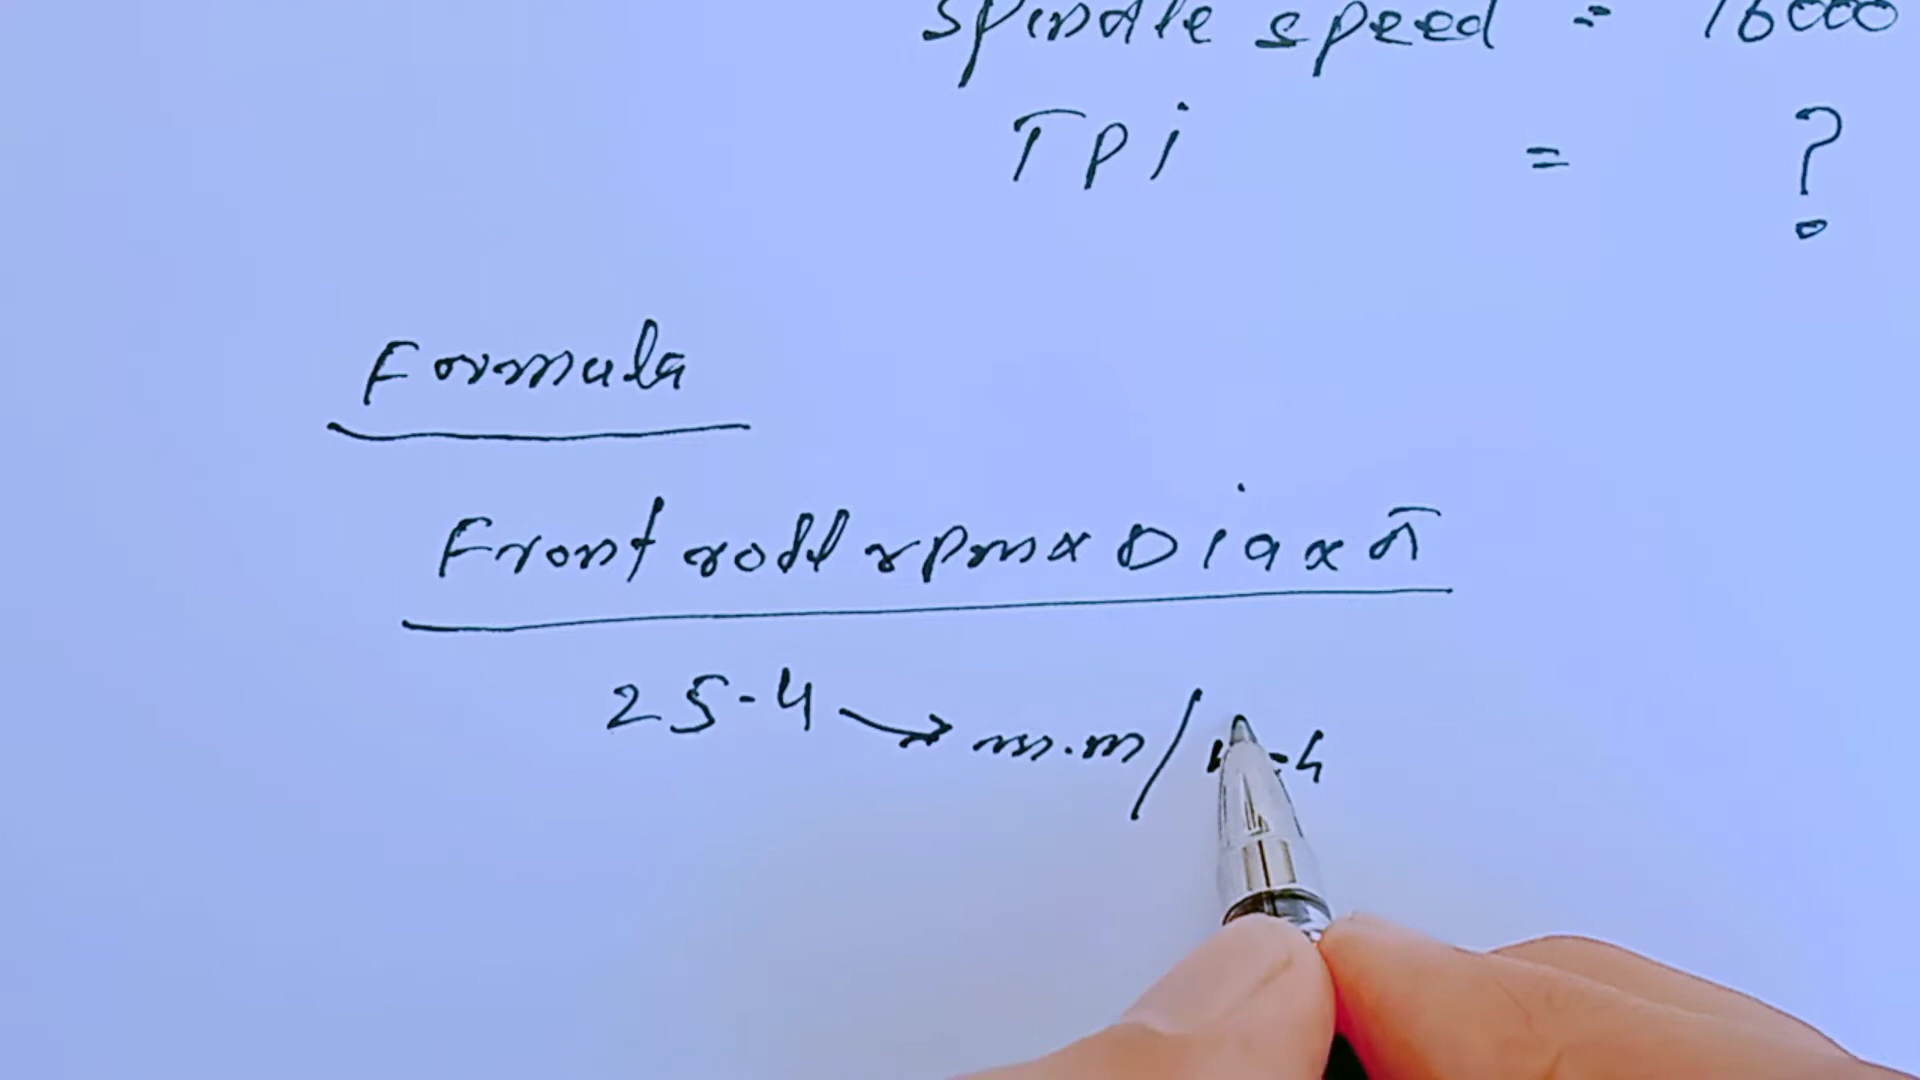 spindle speed = 16000
TPi = ?
Formula
Front roll rpm x Dia x π
25.4 → m.m /